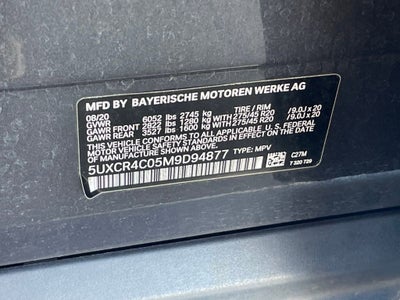 MFD BY BAYERISCHE MOTOREN WERKE AG
08/20 6052 lbs 2745 kg TIRE / RIM
GVWR
GAWR FRONT 2822 lbs 1280 kg 275/45 R20 /9.0J x 20
GAWR REAR 3527 lbs 1600 kg 275/45 R20 /9.0J x 20
THIS VEHICLE CONFORMS TO ALL APPLICABLE U.S. FEDERAL
MOTOR VEHICLE SAFETY STANDARDS IN
EFFECT ON THE DATE OF MANUFACTURE SHOWN ABOVE.
5UXCR4C05M9D94877 TYPE: MPV
C27M
T 320 T29